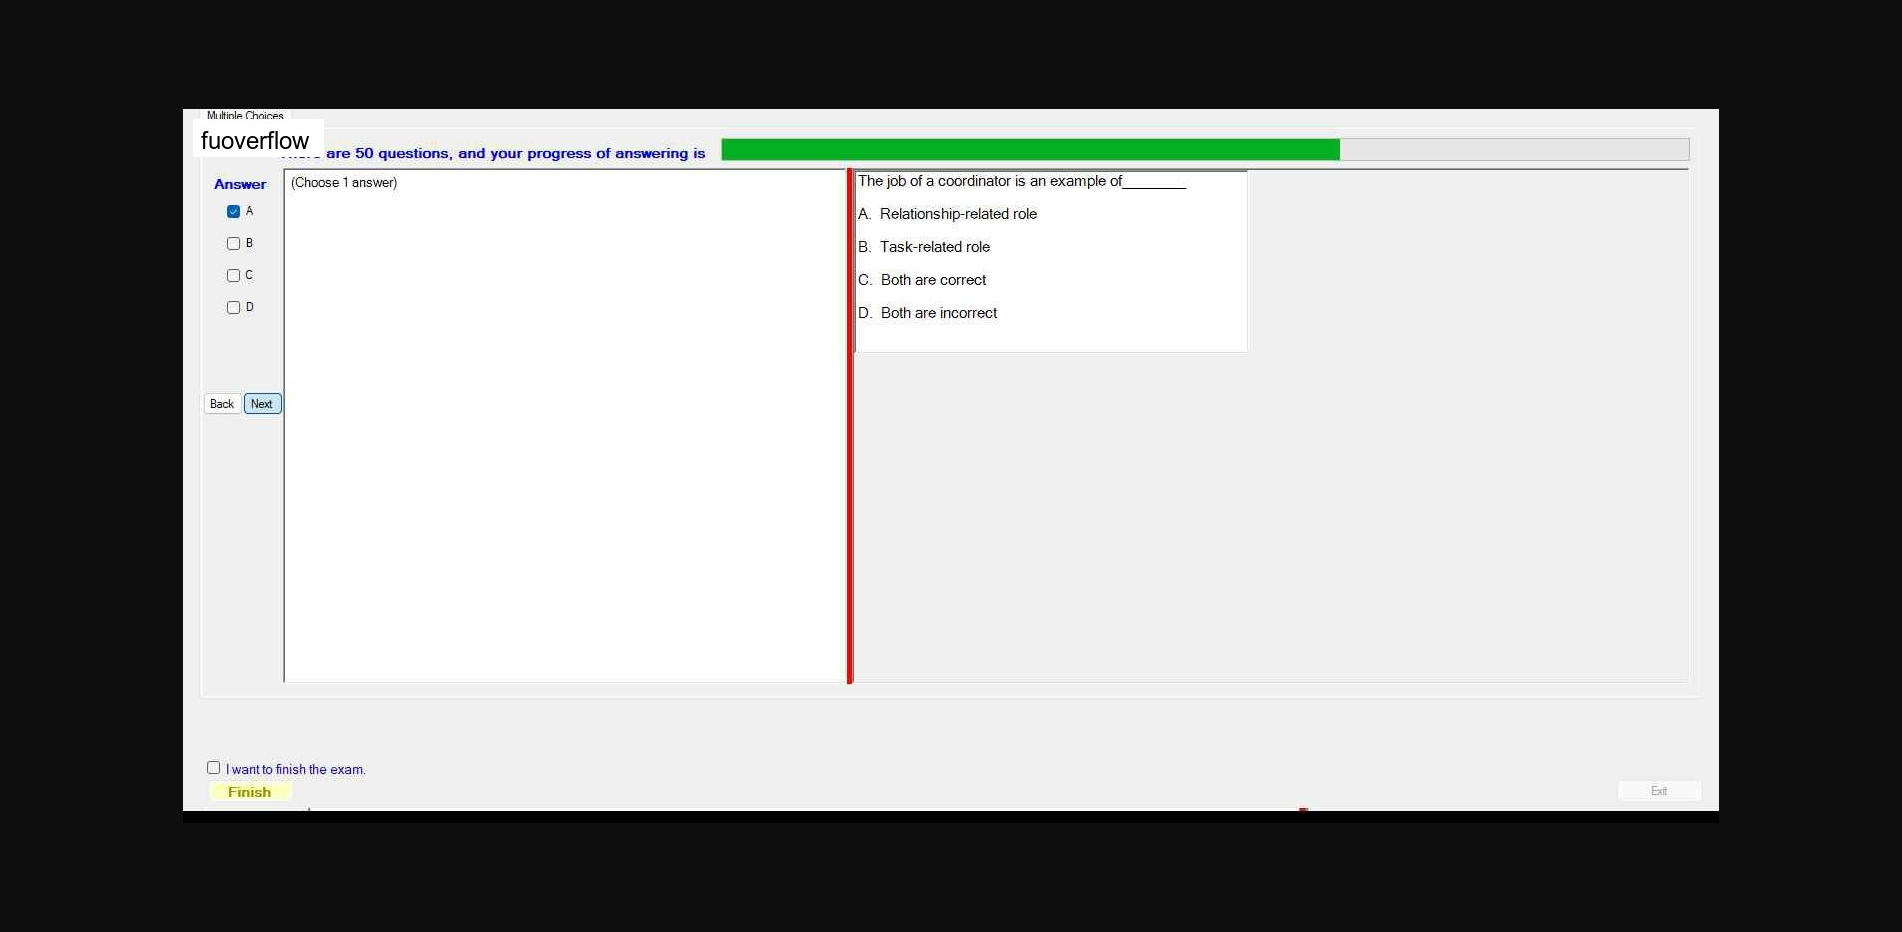 Multiple Choices
fuoverflow
are 50 questions, and your progress of answering is
Answer
(Choose 1 answer)
A
B
C
D
Back Next
The job of a coordinator is an example of________
A. Relationship-related role
B. Task-related role
C. Both are correct
D. Both are incorrect
I want to finish the exam.
Finish
Exit